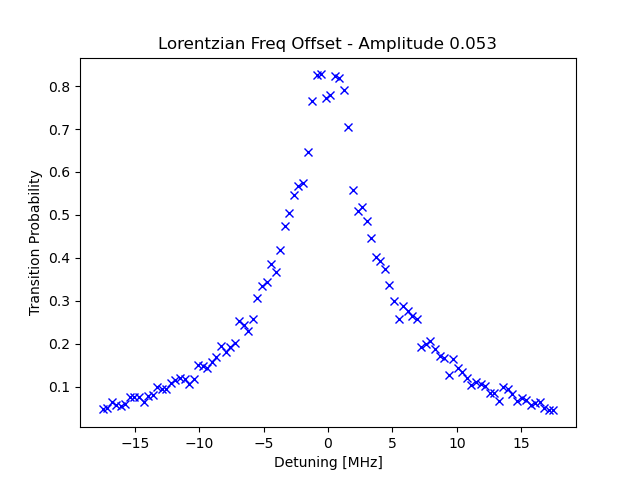 Lorentzian Freq Offset - Amplitude 0.053
Transition Probability
0.8
0.7
0.6
0.5
0.4
0.3
0.2
0.1
−15 −10 −5 0 5 10 15
Detuning [MHz]